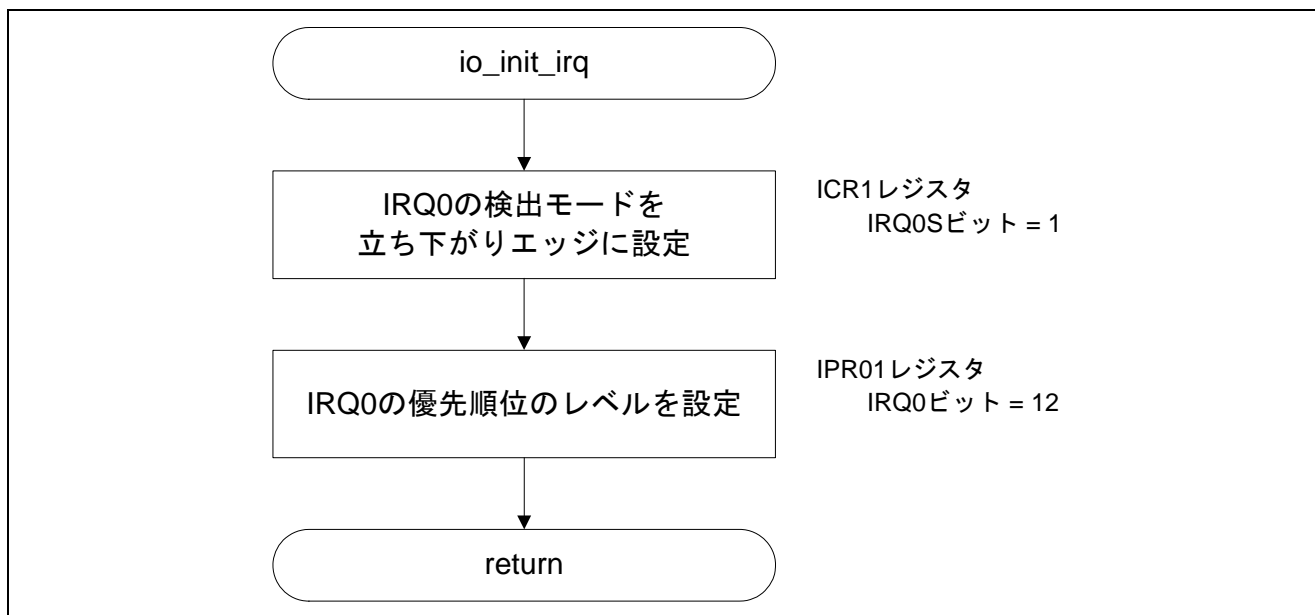 io_init_irq
IRQ0の検出モードを
立ち下がりエッジに設定
ICR1レジスタ
IRQ0Sビット = 1
IRQ0の優先順位のレベルを設定
IPR01レジスタ
IRQ0ビット = 12
return